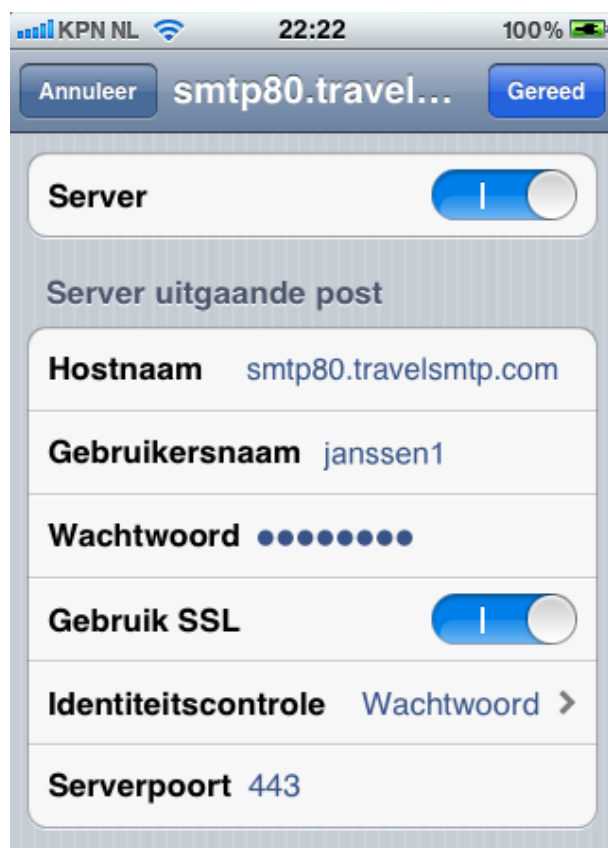 KPN NL 22:22 100%
Annuleer smtp80.travel... Gereed
Server
Server uitgaande post
Hostnaam smtp80.travelsmtp.com
Gebruikersnaam janssen1
Wachtwoord ●●●●●●●●
Gebruik SSL
Identiteitscontrole Wachtwoord >
Serverpoort 443